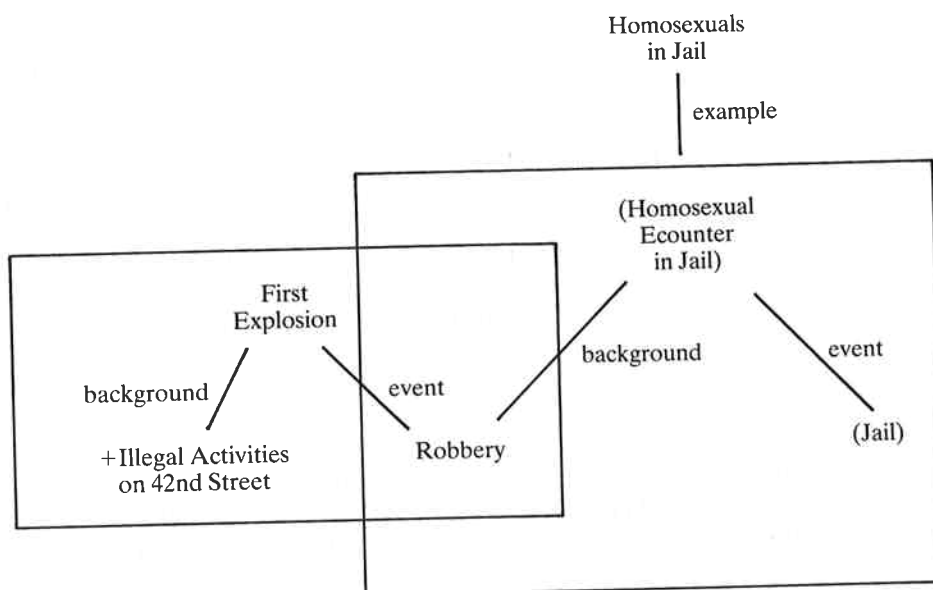 Homosexuals
in Jail
example
(Homosexual
Ecounter
in Jail)
First
Explosion
background
event
background
event
+Illegal Activities
on 42nd Street
Robbery
(Jail)